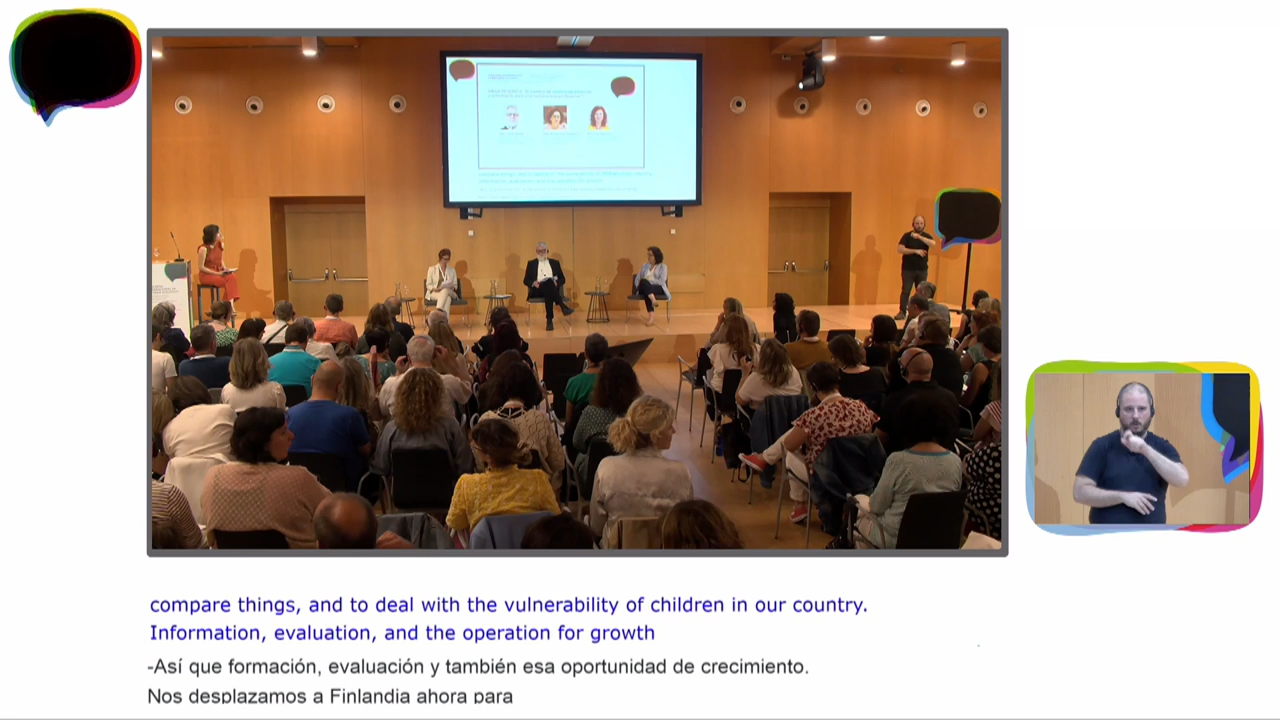 compare things, and to deal with the vulnerability of children in our country.
Information, evaluation, and the operation for growth
-Así que formación, evaluación y también esa oportunidad de crecimiento.
Nos desplazamos a Finlandia ahora para